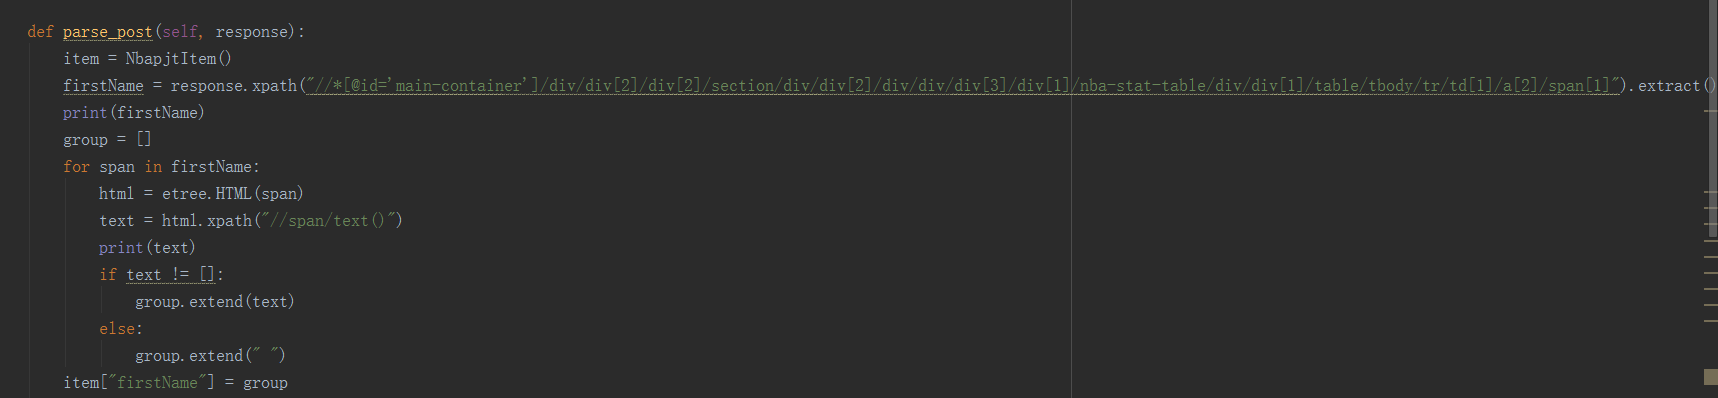 def parse_post(self, response):
item = NbapjtItem()
firstName = response.xpath("//*[@id='main-container']/div/div[2]/div[2]/section/div/div[2]/div/div/div[3]/div[1]/nba-stat-table/div/div[1]/table/tbody/tr/td[1]/a[2]/span[1]").extract()
print(firstName)
group = []
for span in firstName:
html = etree.HTML(span)
text = html.xpath("//span/text()")
print(text)
if text != []:
group.extend(text)
else:
group.extend(" ")
item["firstName"] = group